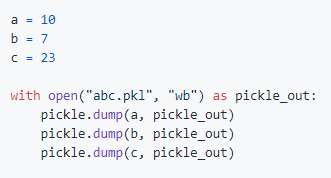 a = 10
b = 7
c = 23
with open("abc.pkl", "wb") as pickle_out:
    pickle.dump(a, pickle_out)
    pickle.dump(b, pickle_out)
    pickle.dump(c, pickle_out)